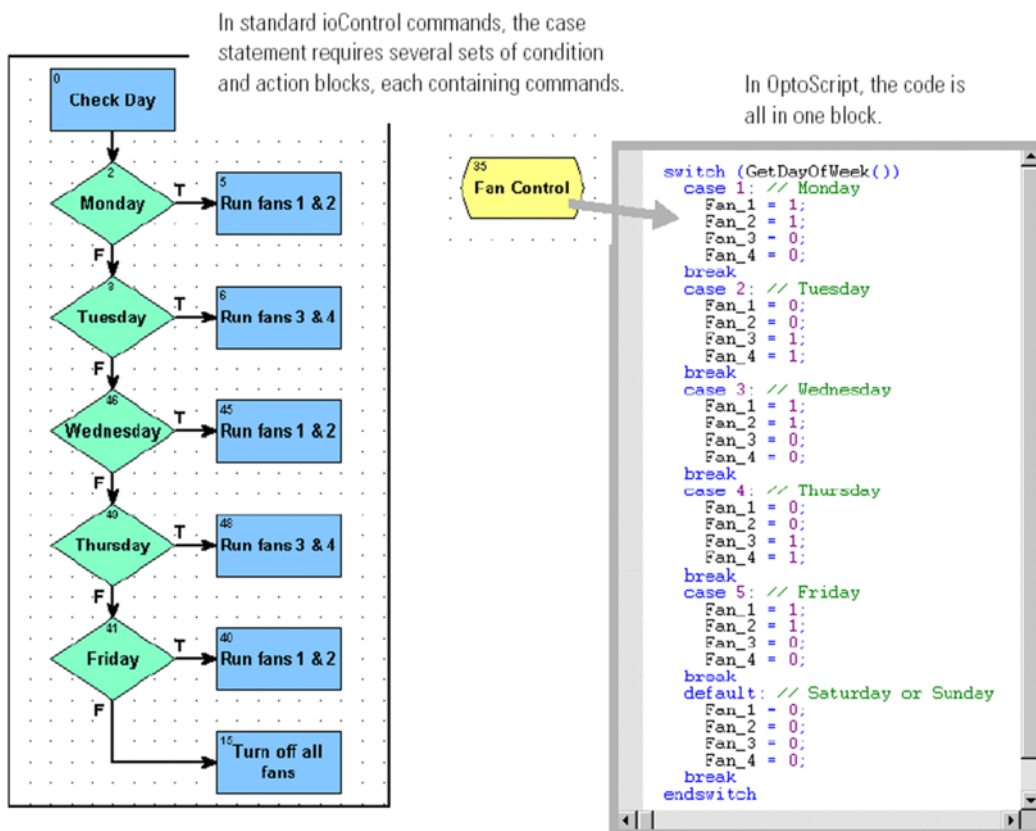 In standard ioControl commands, the case
statement requires several sets of condition
and action blocks, each containing commands.
0
Check Day
2
Monday
T
5
Run fans 1 & 2
F
3
Tuesday
T
6
Run fans 3 & 4
F
46
Wednesday
T
45
Run fans 1 & 2
F
49
Thursday
T
48
Run fans 3 & 4
F
41
Friday
T
40
Run fans 1 & 2
F
15
Turn off all
fans
35
Fan Control
In OptoScript, the code is
all in one block.
switch (GetDayOfWeek())
case 1: // Monday
Fan_1 = 1;
Fan_2 = 1;
Fan_3 = 0;
Fan_4 = 0;
break
case 2: // Tuesday
Fan_1 = 0;
Fan_2 = 0;
Fan_3 = 1;
Fan_4 = 1;
break
case 3: // Wednesday
Fan_1 = 1;
Fan_2 = 1;
Fan_3 = 0;
Fan_4 = 0;
break
case 4: // Thursday
Fan_1 = 0;
Fan_2 = 0;
Fan_3 = 1;
Fan_4 = 1;
break
case 5: // Friday
Fan_1 = 1;
Fan_2 = 1;
Fan_3 = 0;
Fan_4 = 0;
break
default: // Saturday or Sunday
Fan_1 = 0;
Fan_2 = 0;
Fan_3 = 0;
Fan_4 = 0;
break
endswitch